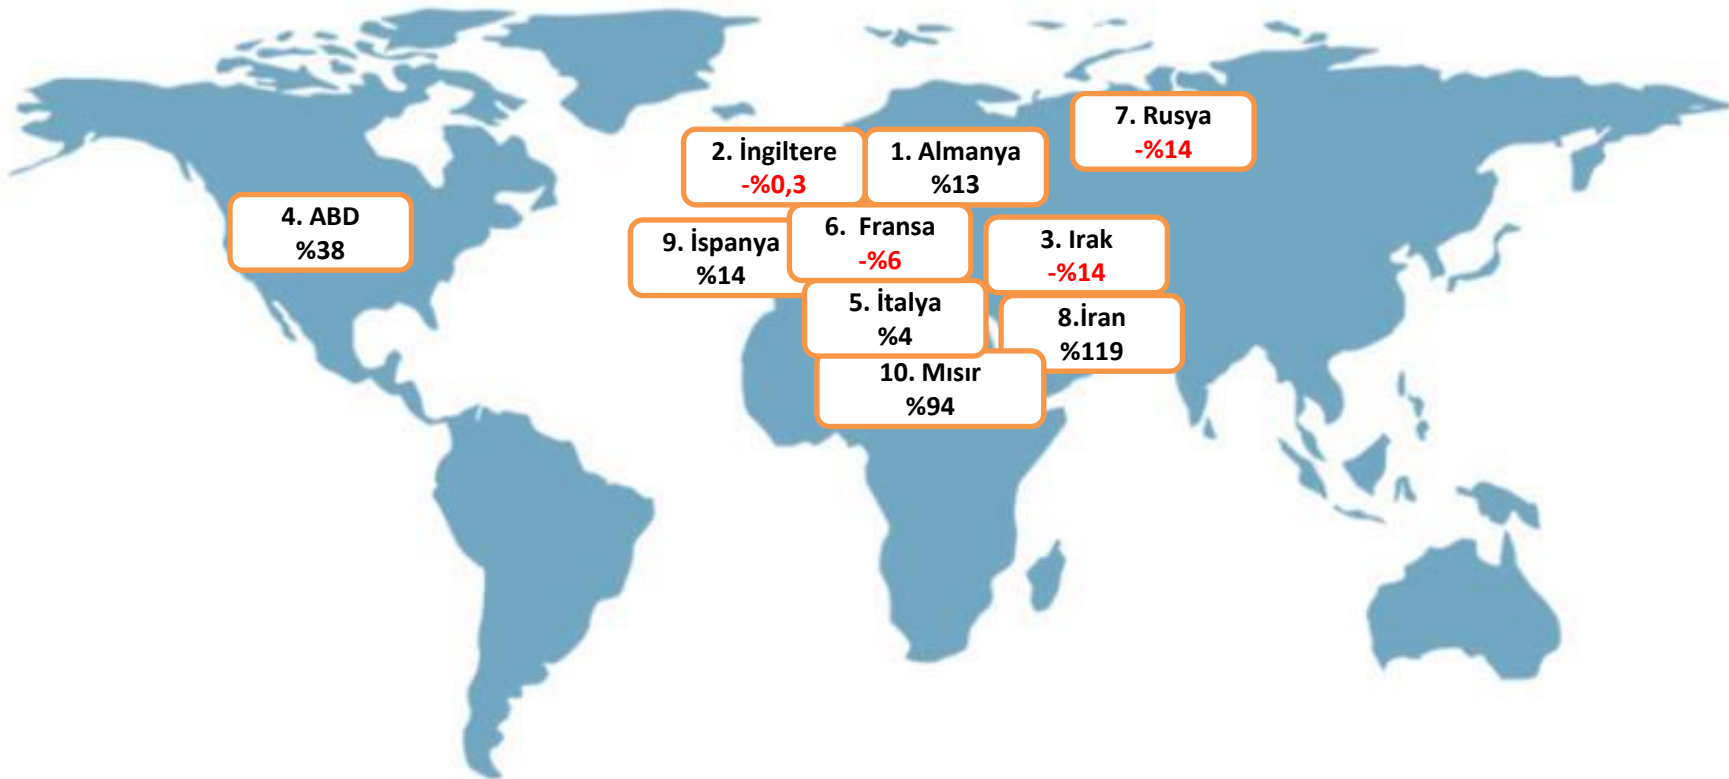 7. Rusya
-%14
2. İngiltere
-%0,3
1. Almanya
%13
4. ABD
%38
9. İspanya
%14
6. Fransa
-%6
3. Irak
-%14
5. İtalya
%4
8.İran
%119
10. Mısır
%94